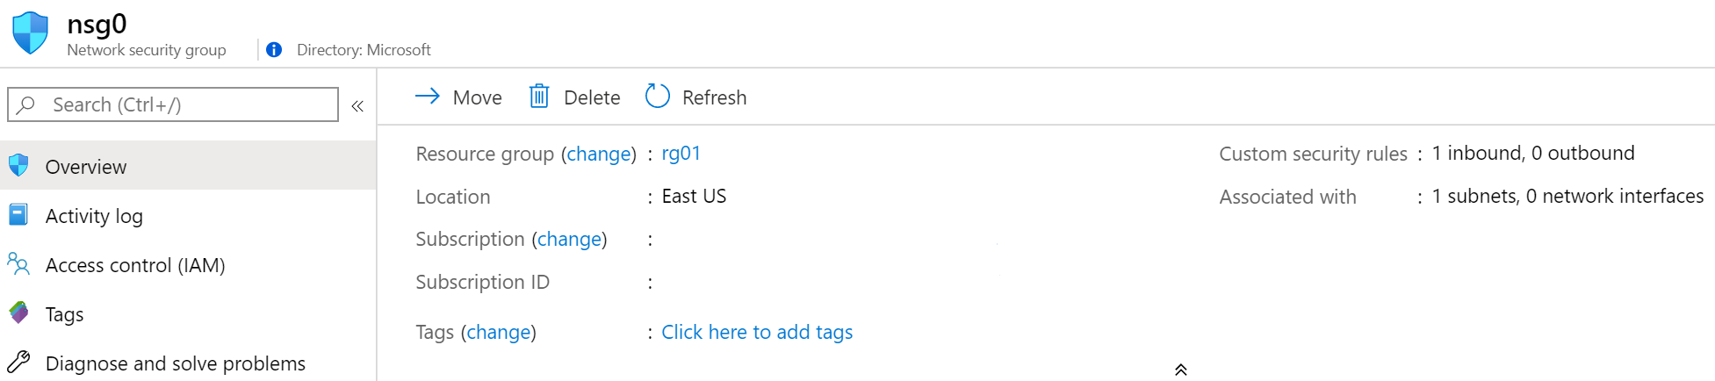 nsg0
Network security group
Directory: Microsoft
Search (Ctrl+/)
«
Overview
Activity log
Access control (IAM)
Tags
Diagnose and solve problems
Move
Delete
Refresh
Resource group (change) : rg01
Location : East US
Subscription (change) :
Subscription ID :
Tags (change) : Click here to add tags
Custom security rules : 1 inbound, 0 outbound
Associated with : 1 subnets, 0 network interfaces